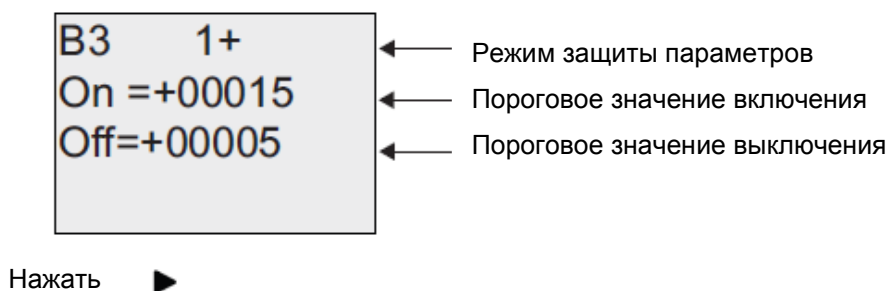 B3 1+
Режим защиты параметров
On =+00015
Пороговое значение включения
Off=+00005
Пороговое значение выключения
Нажать